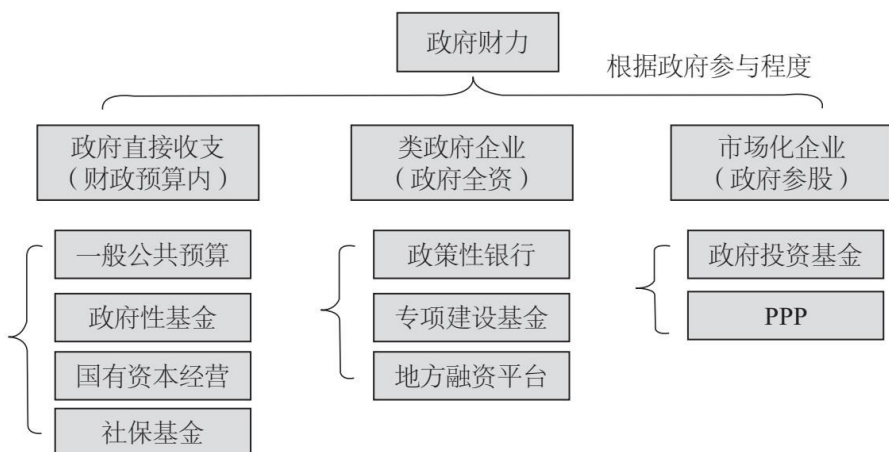 政府财力
根据政府参与程度
政府直接收支
（财政预算内）
类政府企业
（政府全资）
市场化企业
（政府参股）
一般公共预算
政府性基金
国有资本经营
社保基金
政策性银行
专项建设基金
地方融资平台
政府投资基金
PPP